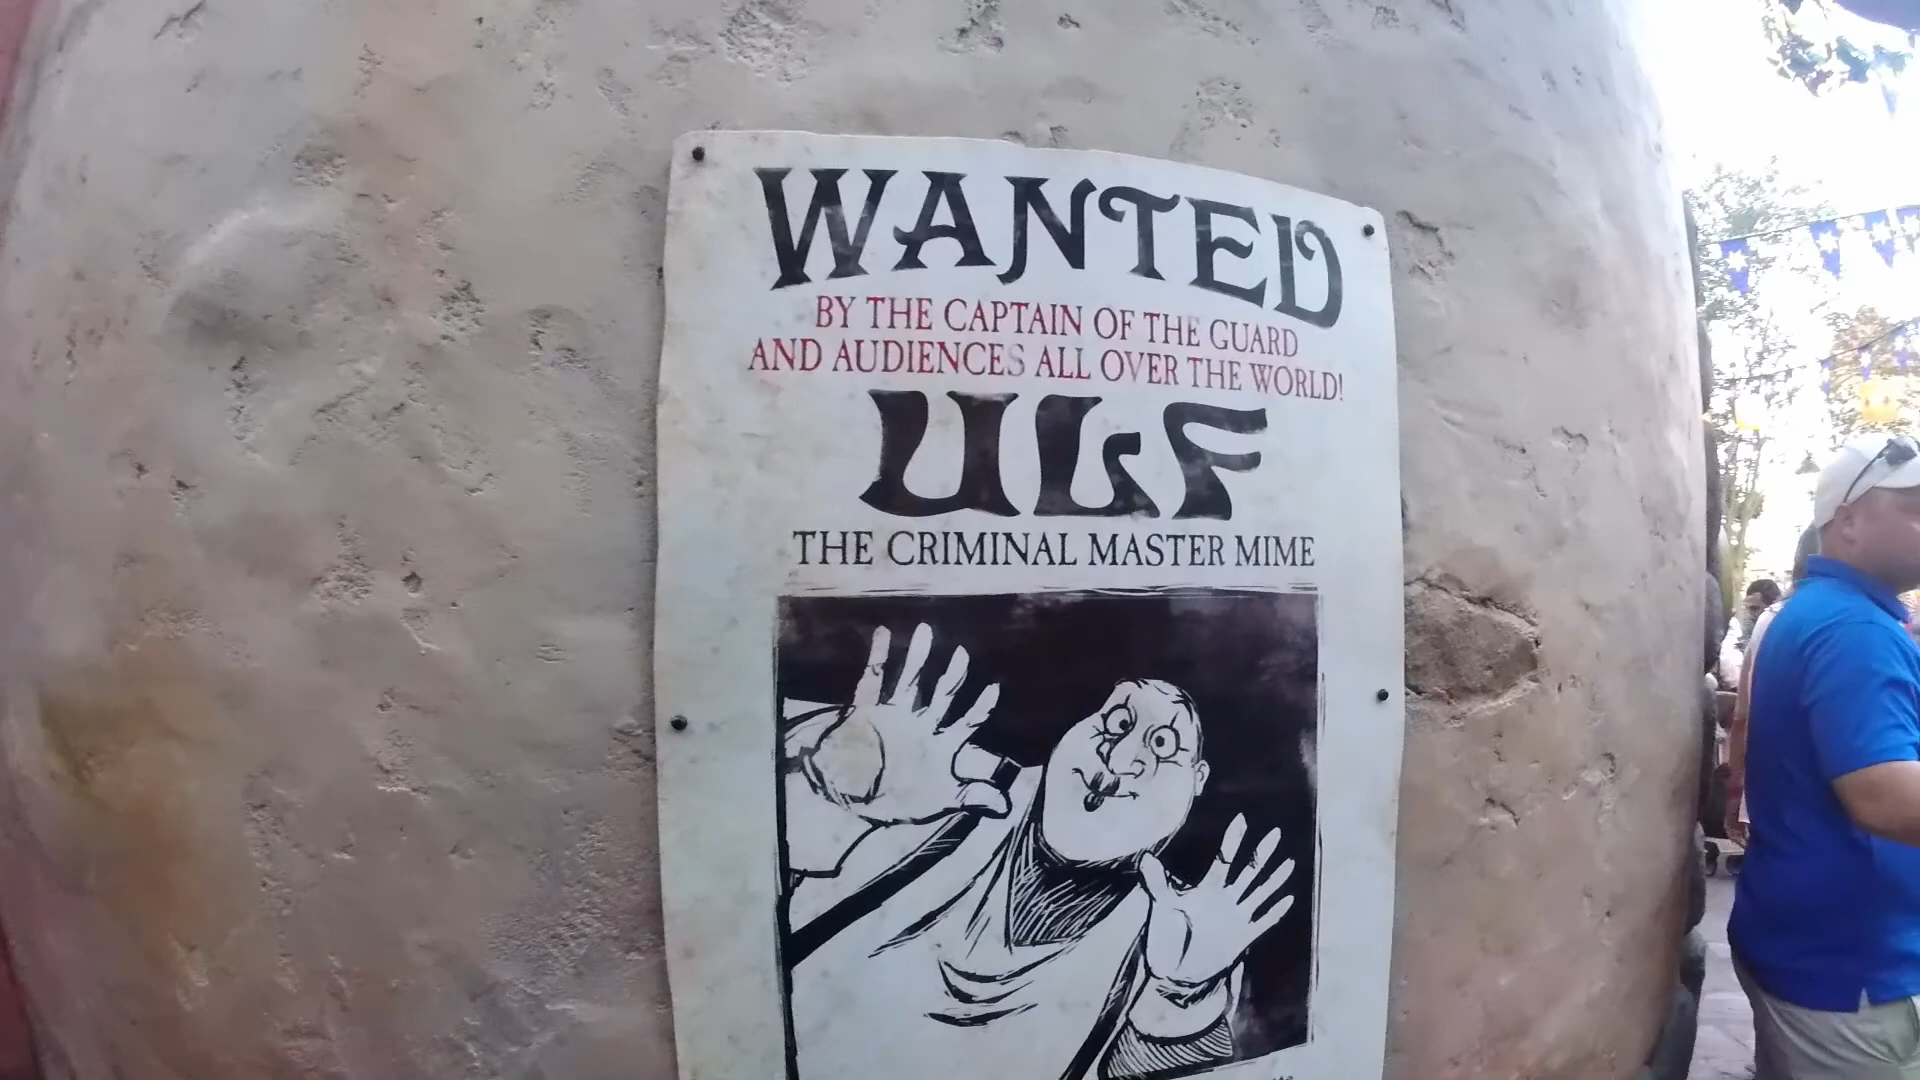 WANTED
BY THE CAPTAIN OF THE GUARD
AND AUDIENCES ALL OVER THE WORLD!
ULF
THE CRIMINAL MASTER MIME